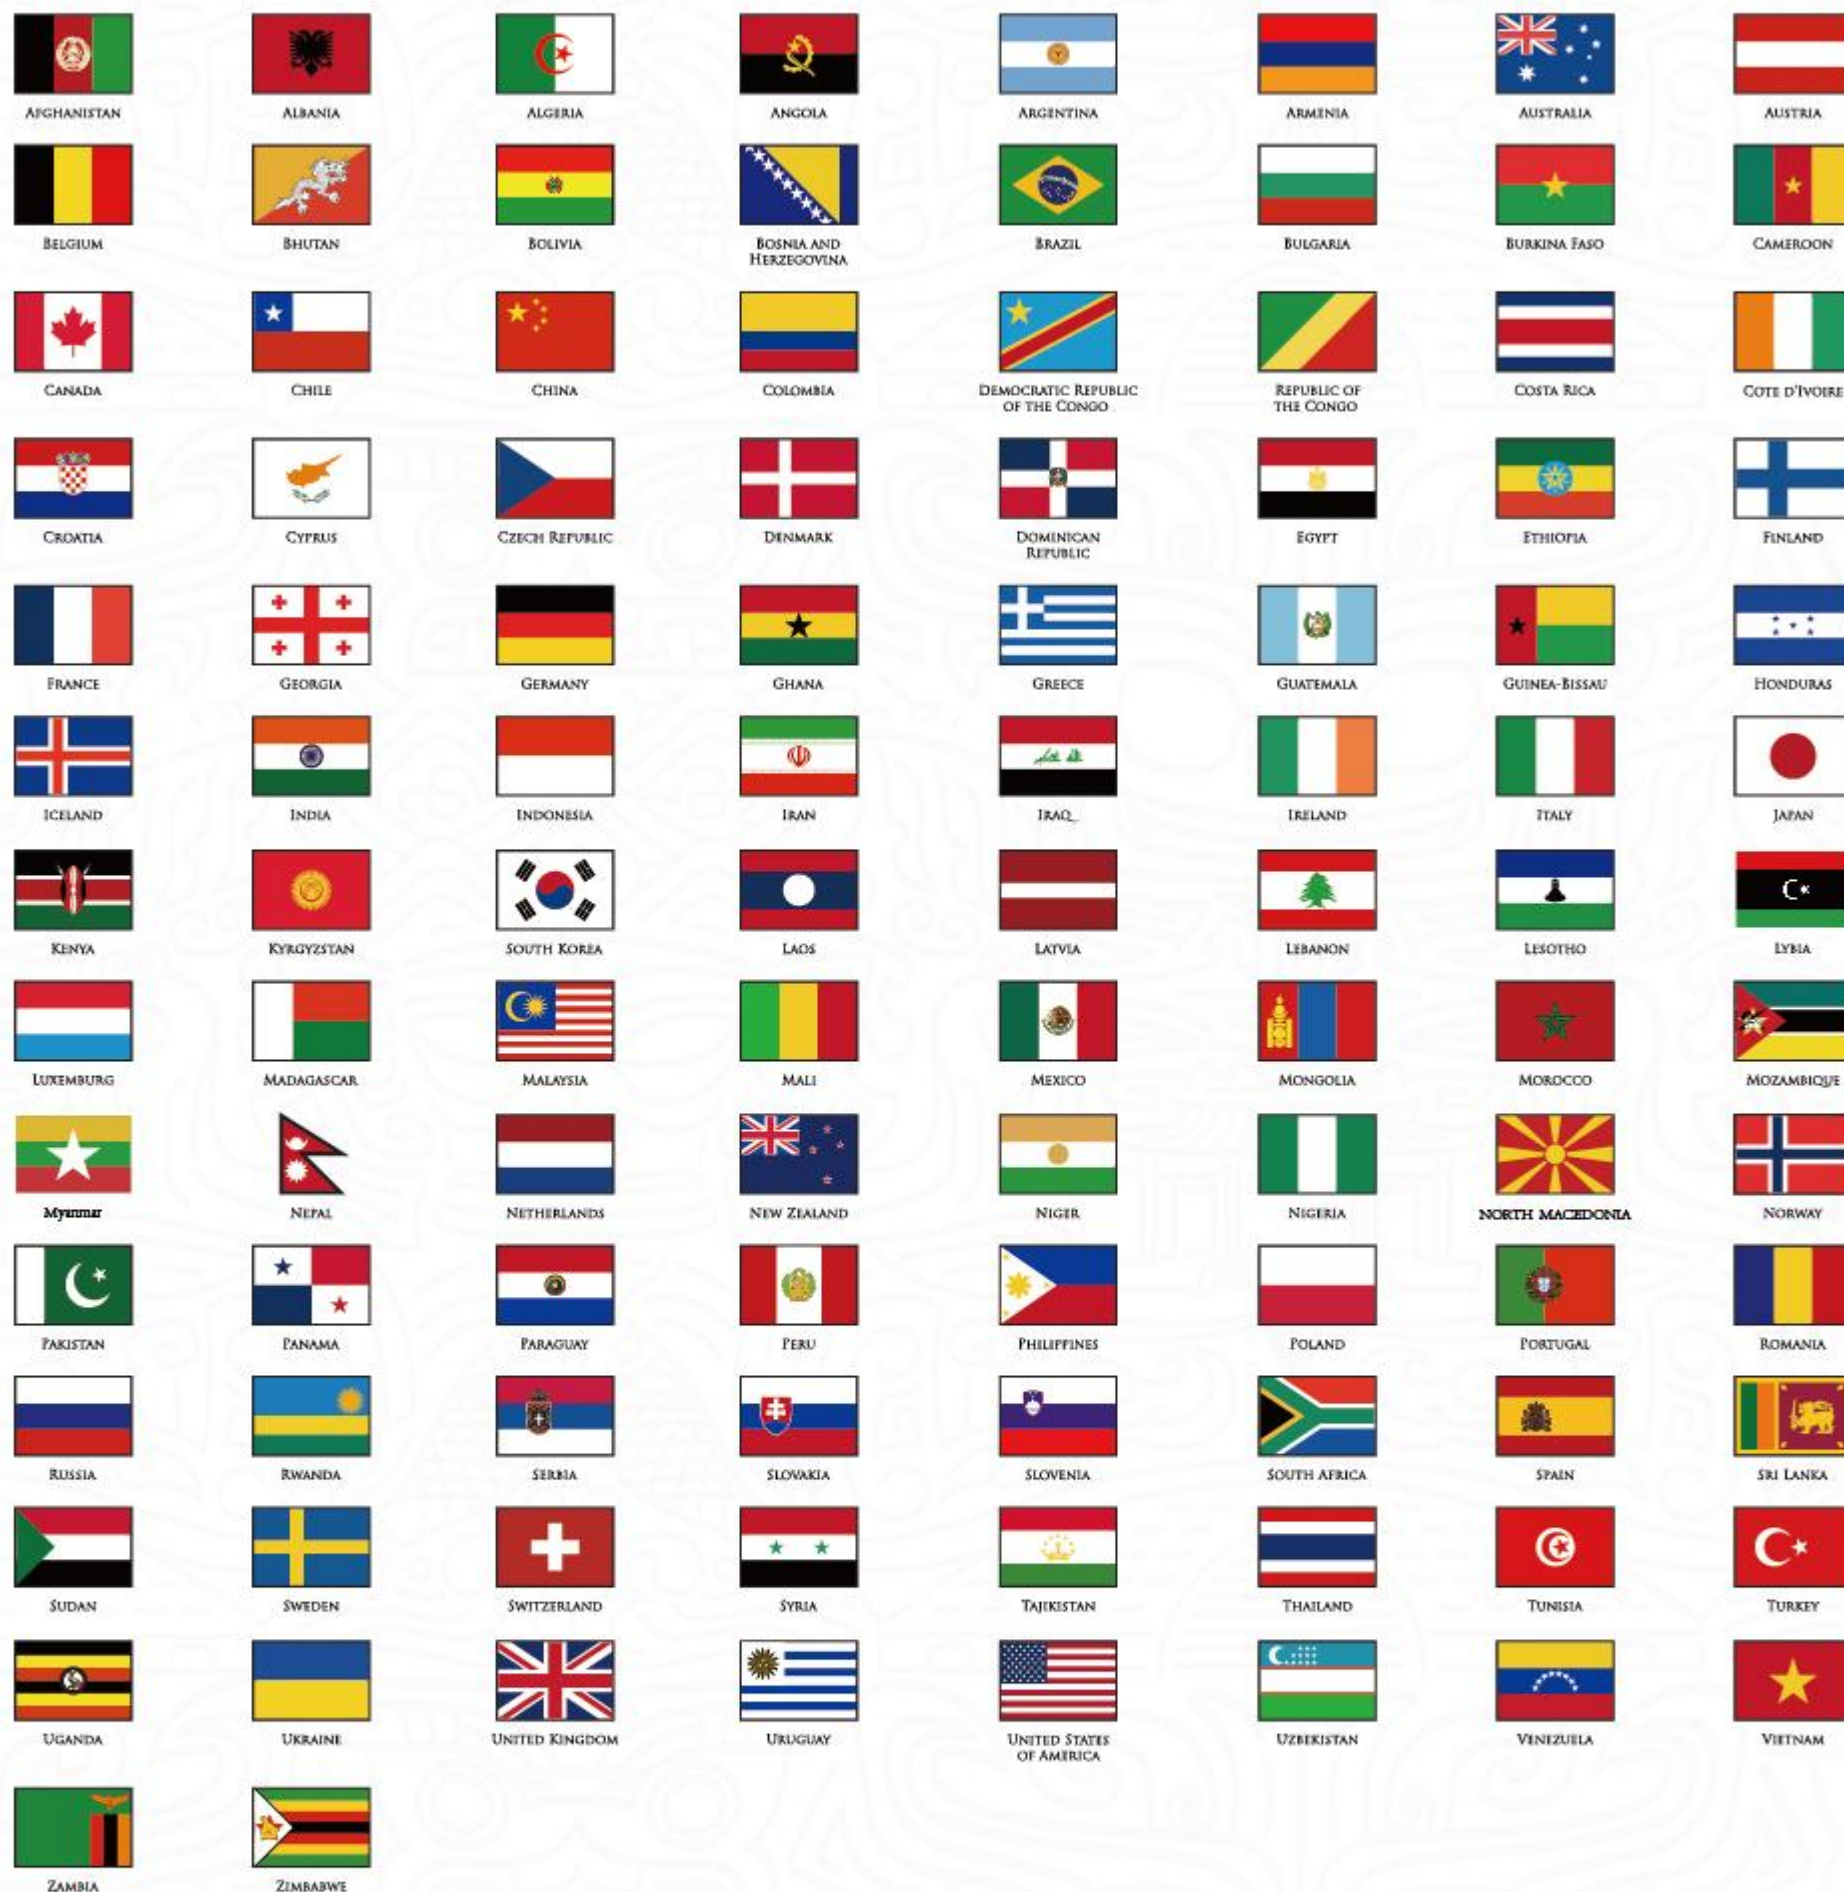 AFGHANISTAN
ALBANIA
ALGERIA
ANGOLA
ARGENTINA
ARMENIA
AUSTRALIA
AUSTRIA
BELGIUM
BHUTAN
BOLIVIA
BOSNIA AND
HERZEGOVINA
BRAZIL
BULGARIA
BURKINA FASO
CAMEROON
CANADA
CHILE
CHINA
COLOMBIA
DEMOCRATIC REPUBLIC
OF THE CONGO
REPUBLIC OF
THE CONGO
COSTA RICA
COTE D'IVOIRE
CROATIA
CYPRUS
CZECH REPUBLIC
DENMARK
DOMINICAN
REPUBLIC
EGYPT
ETHIOPIA
FINLAND
FRANCE
GEORGIA
GERMANY
GHANA
GREECE
GUATEMALA
GUINEA-BISSAU
HONDURAS
ICELAND
INDIA
INDONESIA
IRAN
IRAQ
IRELAND
ITALY
JAPAN
KENYA
KYRGYZSTAN
SOUTH KOREA
LAOS
LATVIA
LEBANON
LESOTHO
LYBIA
LUXEMBURG
MADAGASCAR
MALAYSIA
MALI
MEXICO
MONGOLIA
MOROCCO
MOZAMBIQUE
Myanmar
NEPAL
NETHERLANDS
NEW ZEALAND
NIGER
NIGERIA
NORTH MACEDONIA
NORWAY
PAKISTAN
PANAMA
PARAGUAY
PERU
PHILIPPINES
POLAND
PORTUGAL
ROMANIA
RUSSIA
RWANDA
SERBIA
SLOVAKIA
SLOVENIA
SOUTH AFRICA
SPAIN
SRI LANKA
SUDAN
SWEDEN
SWITZERLAND
SYRIA
TAJIKISTAN
THAILAND
TUNISIA
TURKEY
UGANDA
UKRAINE
UNITED KINGDOM
URUGUAY
UNITED STATES
OF AMERICA
UZBEKISTAN
VENEZUELA
VIETNAM
ZAMBIA
ZIMBABWE